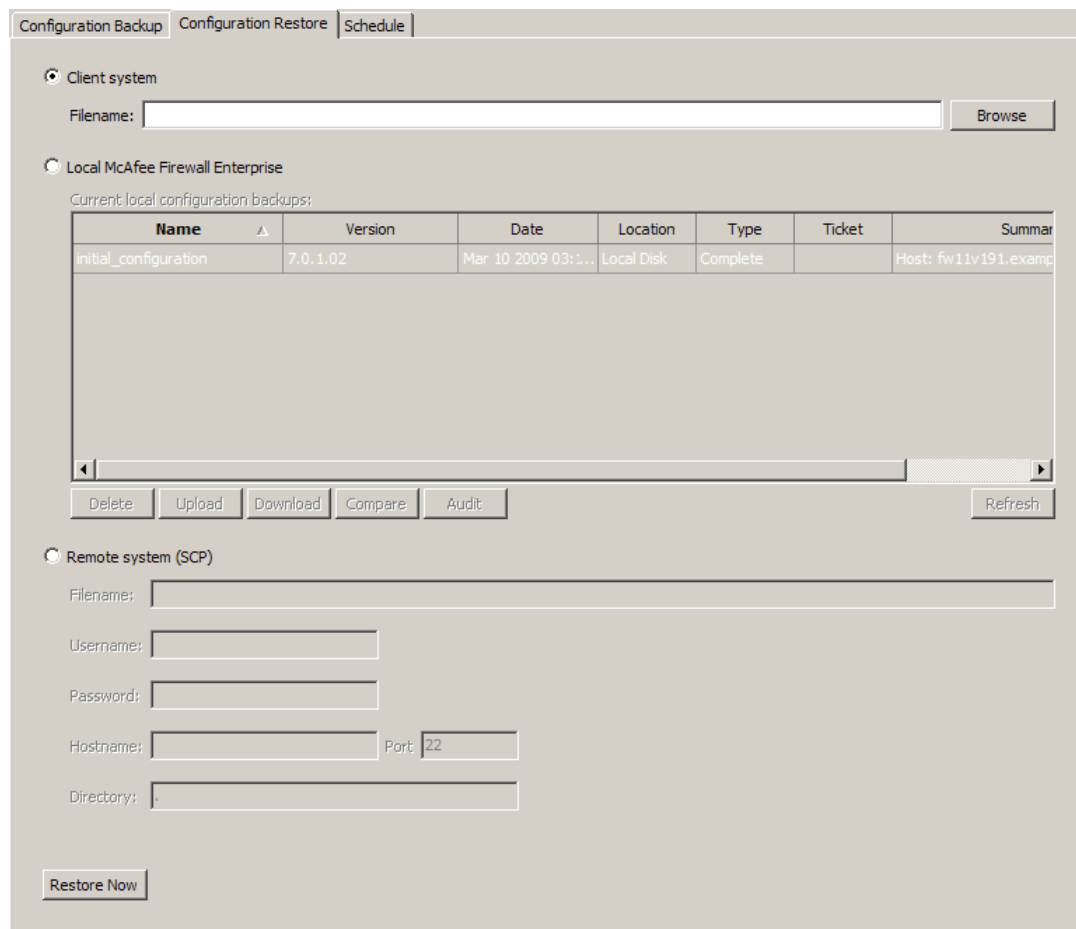 Configuration Backup Configuration Restore Schedule
Client system
Filename: Browse
Local McAfee Firewall Enterprise
Current local configuration backups:
Name Version Date Location Type Ticket Summar
initial_configuration 7.0.1.02 Mar 10 2009 03:1... Local Disk Complete Host: fw11v191.examp
Delete Upload Download Compare Audit Refresh
Remote system (SCP)
Filename:
Username:
Password:
Hostname: Port 22
Directory: .
Restore Now